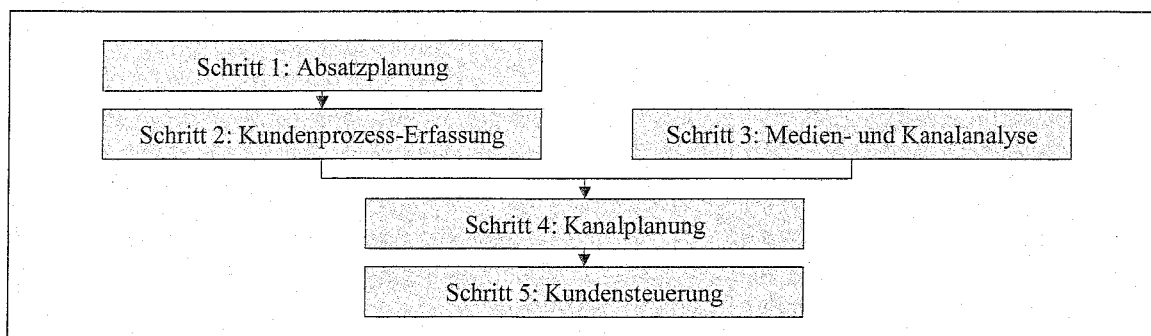 Schritt 1: Absatzplanung
Schritt 2: Kundenprozess-Erfassung
Schritt 3: Medien- und Kanalanalyse
Schritt 4: Kanalplanung
Schritt 5: Kundensteuerung